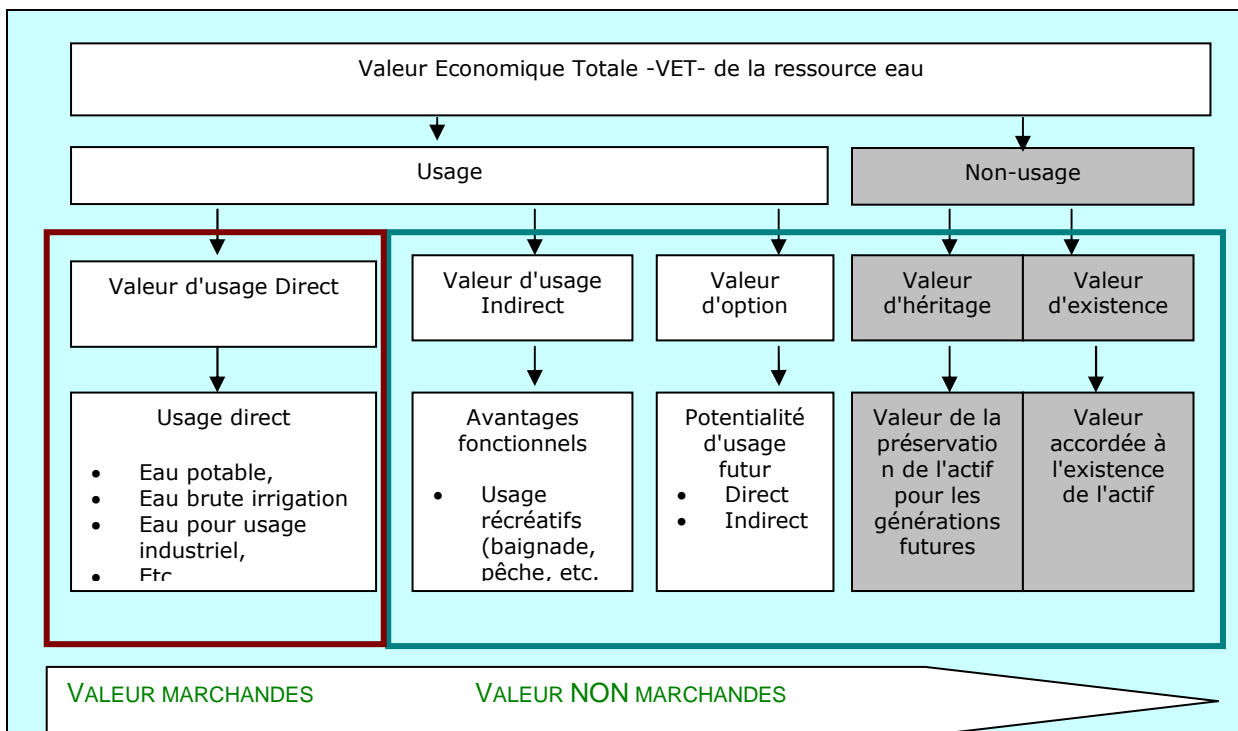 Valeur Economique Totale -VET- de la ressource eau
Usage
Non-usage
Valeur d'usage Direct
Valeur d'usage
Indirect
Valeur
d'option
Valeur
d'héritage
Valeur
d'existence
Usage direct
• Eau potable,
• Eau brute irrigation
• Eau pour usage
industriel,
• Etc
Avantages
fonctionnels
• Usage
récréatifs
(baignade,
pêche, etc.
Potentialité
d'usage
futur
• Direct
• Indirect
Valeur de la
préservatio
n de l'actif
pour les
générations
futures
Valeur
accordée à
l'existence
de l'actif
VALEUR MARCHANDES
VALEUR NON MARCHANDES